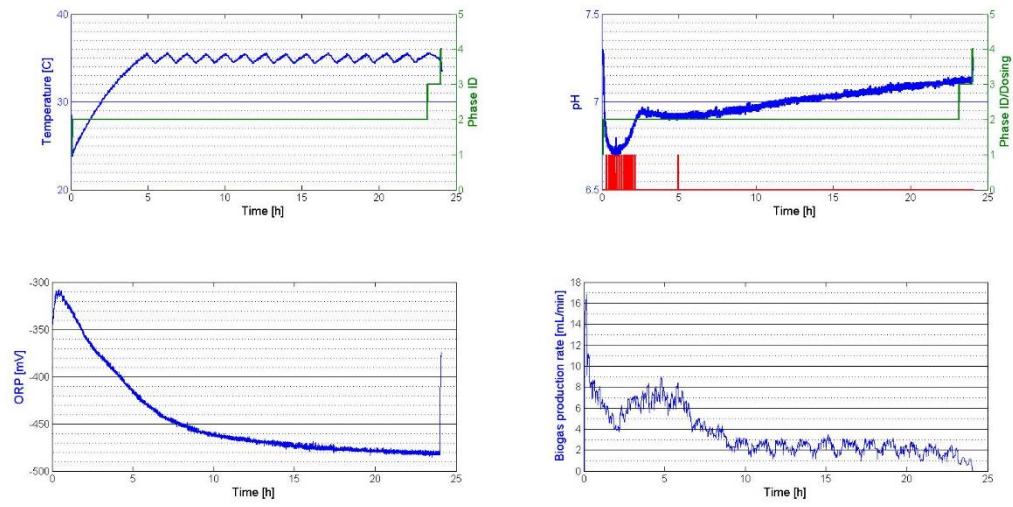 40
30
20
Temperature [C]
5
4
3
2
1
0
Phase ID
0 5 10 15 20 25
Time [h]
7.5
7
6.5
pH
5
4
3
2
1
0
Phase ID/Dosing
0 5 10 15 20 25
Time [h]
-300
-350
-400
-450
-500
ORP [mV]
0 5 10 15 20 25
Time [h]
18
16
14
12
10
8
6
4
2
0
Biogas production rate [mL/min]
0 5 10 15 20 25
Time [h]